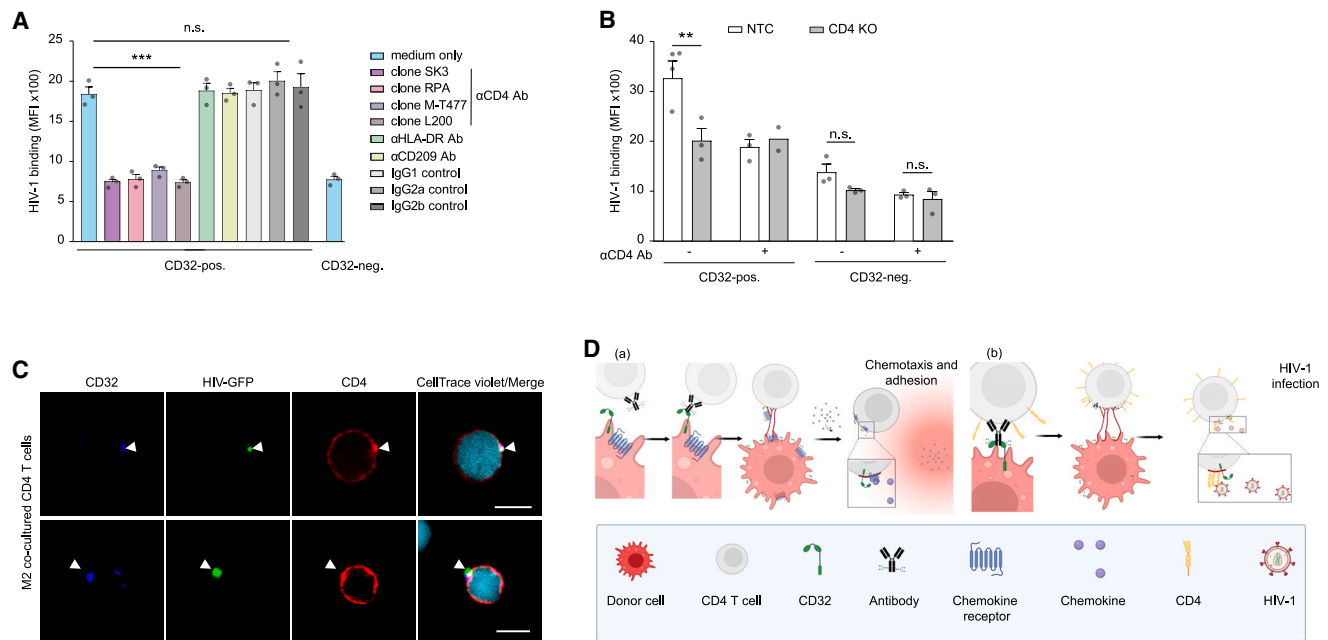 A
HIV-1 binding (MFI x100)
25
20
15
10
5
0
n.s.
***
CD32-pos.
CD32-neg.
medium only
clone SK3
clone RPA
clone M-T477
clone L200
αCD4 Ab
αHLA-DR Ab
αCD209 Ab
IgG1 control
IgG2a control
IgG2b control
B
NTC
CD4 KO
HIV-1 binding (MFI x100)
40
30
20
10
0
**
n.s.
n.s.
αCD4 Ab
-
+
-
+
CD32-pos.
CD32-neg.
C
CD32
HIV-GFP
CD4
CellTrace violet/Merge
M2 co-cultured CD4 T cells
D
(a)
Chemotaxis and
adhesion
(b)
HIV-1
infection
Donor cell
CD4 T cell
CD32
Antibody
Chemokine
receptor
Chemokine
CD4
HIV-1